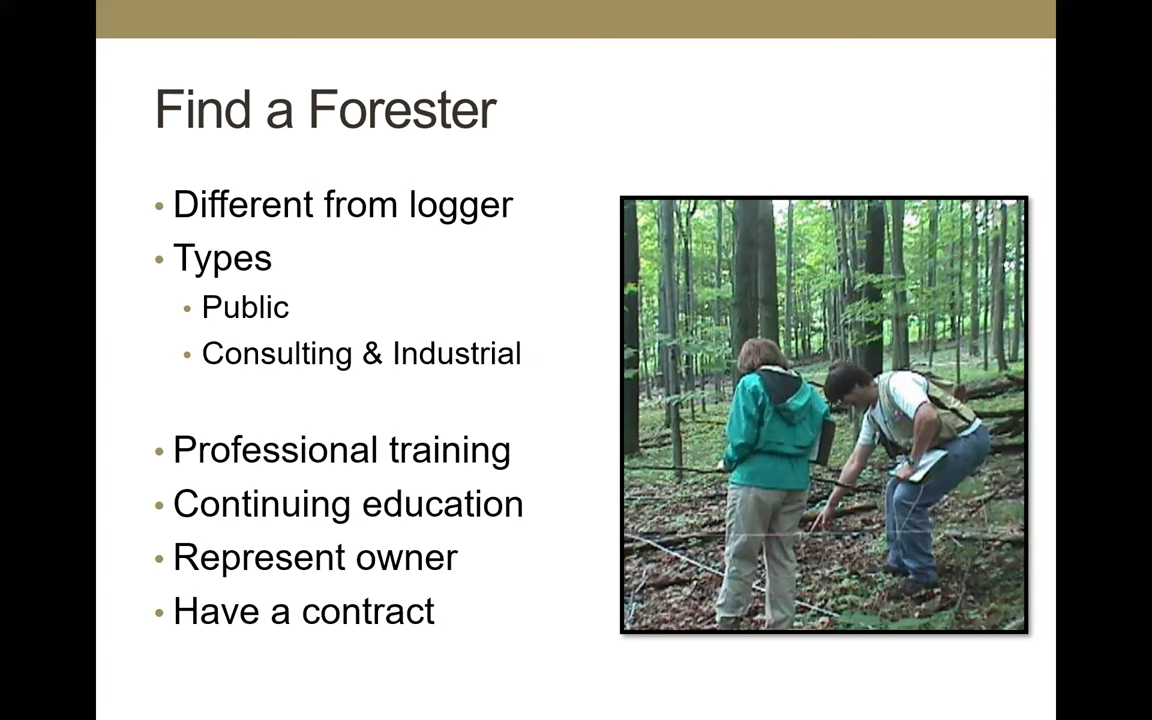 Find a Forester
• Different from logger
• Types
• Public
• Consulting & Industrial
• Professional training
• Continuing education
• Represent owner
• Have a contract